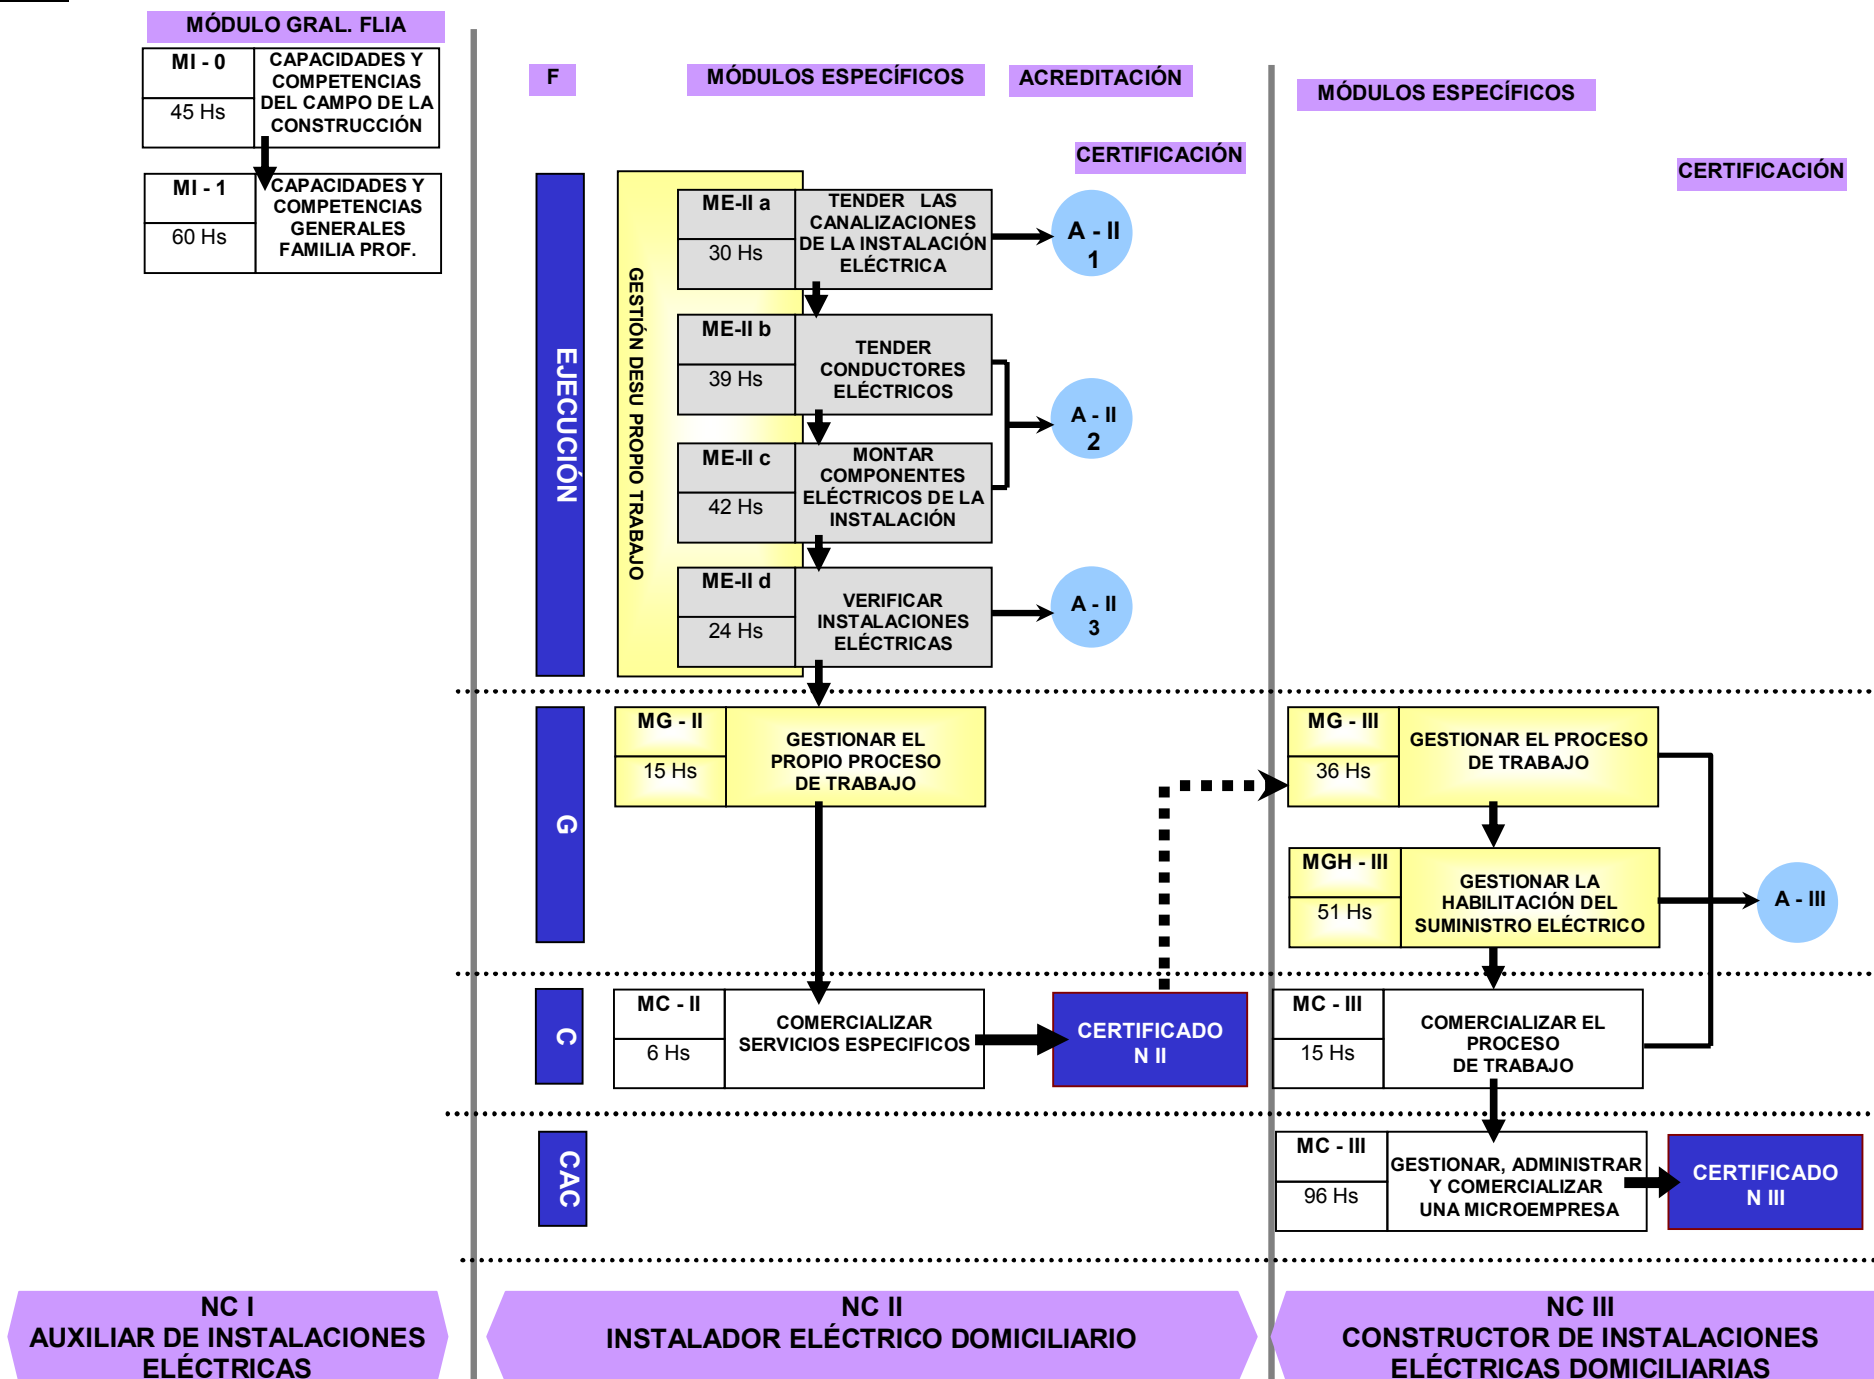 MÓDULO GRAL. FLIA
MI - 0
45 Hs
CAPACIDADES Y
COMPETENCIAS
DEL CAMPO DE LA
CONSTRUCCIÓN
MI - 1
60 Hs
CAPACIDADES Y
COMPETENCIAS
GENERALES
FAMILIA PROF.
F
MÓDULOS ESPECÍFICOS
ACREDITACIÓN
CERTIFICACIÓN
EJECUCIÓN
GESTIÓN DESU PROPIO TRABAJO
ME-II a
30 Hs
TENDER LAS
CANALIZACIONES
DE LA INSTALACIÓN
ELÉCTRICA
A - II
1
ME-II b
39 Hs
TENDER
CONDUCTORES
ELÉCTRICOS
A - II
2
ME-II c
42 Hs
MONTAR
COMPONENTES
ELÉCTRICOS DE LA
INSTALACIÓN
ME-II d
24 Hs
VERIFICAR
INSTALACIONES
ELÉCTRICAS
A - II
3
G
MG - II
15 Hs
GESTIONAR EL
PROPIO PROCESO
DE TRABAJO
C
MC - II
6 Hs
COMERCIALIZAR
SERVICIOS ESPECIFICOS
CERTIFICADO
N II
CAC
MÓDULOS ESPECÍFICOS
CERTIFICACIÓN
MG - III
36 Hs
GESTIONAR EL PROCESO
DE TRABAJO
MGH - III
51 Hs
GESTIONAR LA
HABILITACIÓN DEL
SUMINISTRO ELÉCTRICO
A - III
MC - III
15 Hs
COMERCIALIZAR EL
PROCESO
DE TRABAJO
MC - III
96 Hs
GESTIONAR, ADMINISTRAR
Y COMERCIALIZAR
UNA MICROEMPRESA
CERTIFICADO
N III
NC I
AUXILIAR DE INSTALACIONES
ELÉCTRICAS
NC II
INSTALADOR ELÉCTRICO DOMICILIARIO
NC III
CONSTRUCTOR DE INSTALACIONES
ELÉCTRICAS DOMICILIARIAS